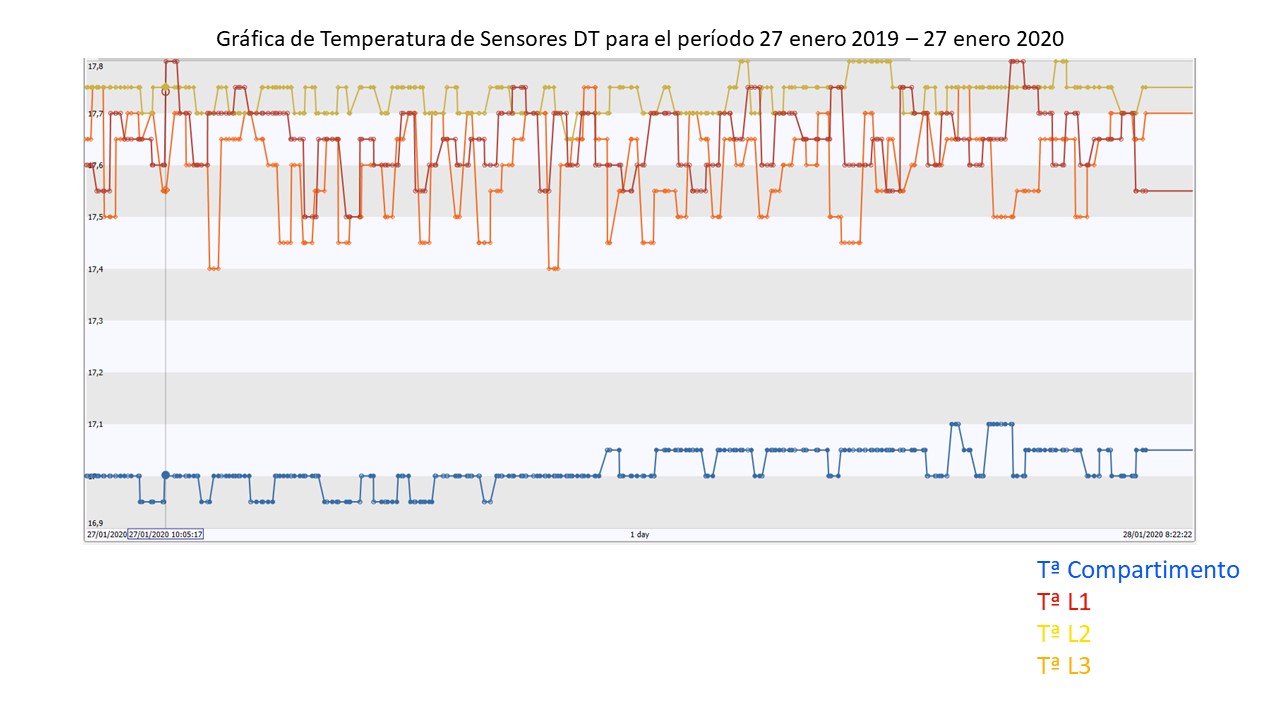 Gráfica de Temperatura de Sensores DT para el período 27 enero 2019 – 27 enero 2020
17,8
17,7
17,6
17,5
17,4
17,3
17,2
17,1
17
16,9
27/01/2020 27/01/2020 10:05:17 1 day 28/01/2020 8:22:22
Tª Compartimento
Tª L1
Tª L2
Tª L3